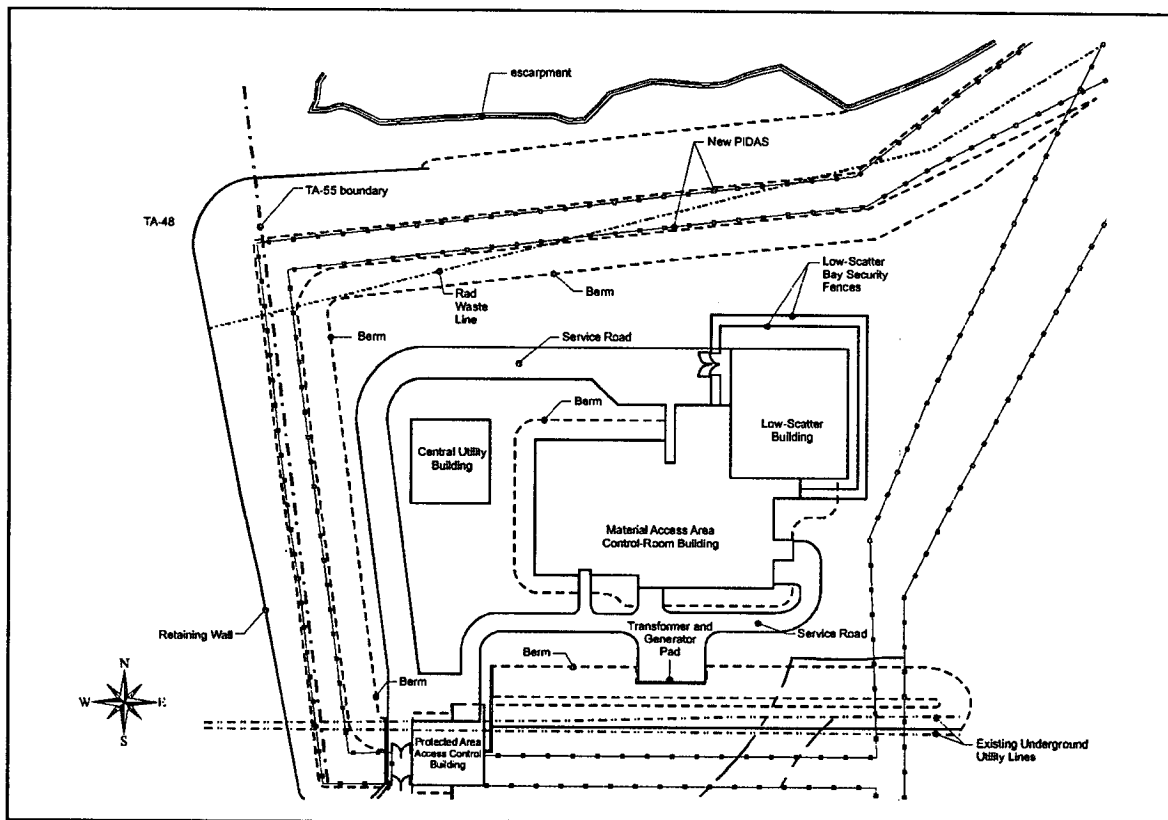 escarpment
New PIDAS
TA-55 boundary
TA-48
Low-Scatter
Bay Security
Fences
Rad
Waste
Line
Berm
Berm
Service Road
Berm
Low-Scatter
Building
Central Utility
Building
Material Access Area
Control-Room Building
Retaining Wall
Transformer and
Generator
Pad
Service Road
Berm
Berm
N
W
E
S
Protected Area
Access Control
Building
Existing Underground
Utility Lines